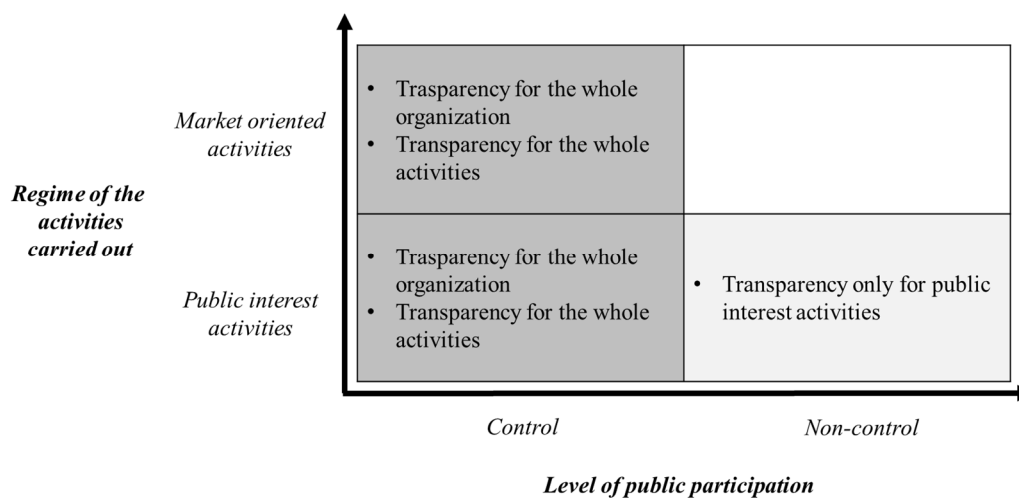 Market oriented
activities
• Trasparency for the whole
organization
• Transparency for the whole
activities
Regime of the
activities
carried out
Public interest
activities
• Trasparency for the whole
organization
• Transparency for the whole
activities
• Transparency only for public
interest activities
Control
Non-control
Level of public participation